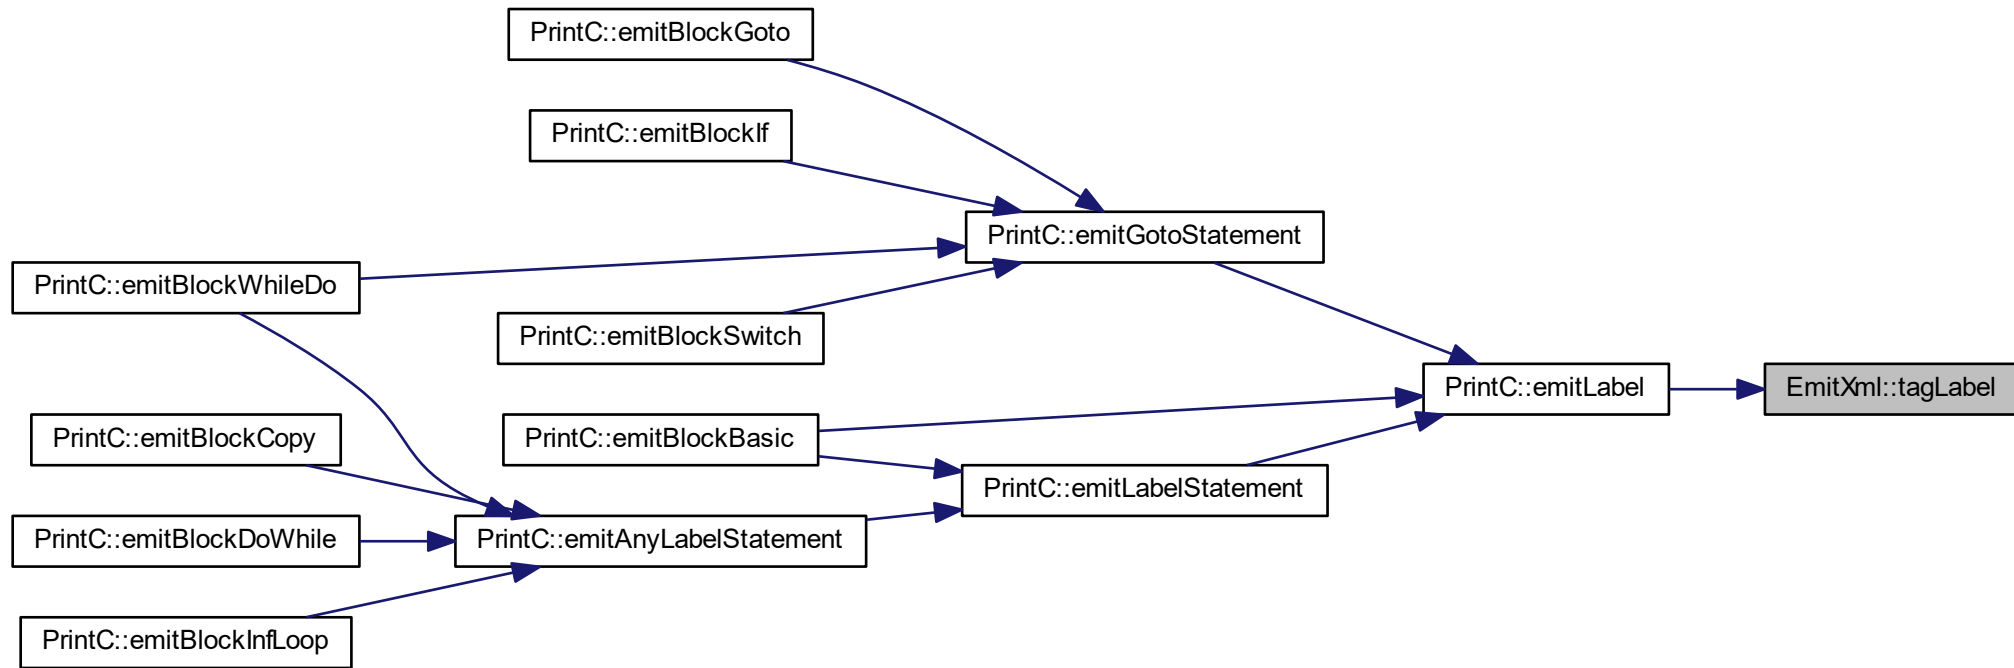 PrintC::emitBlockGoto
PrintC::emitBlockIf
PrintC::emitGotoStatement
PrintC::emitBlockWhileDo
PrintC::emitBlockSwitch
PrintC::emitLabel
EmitXml::tagLabel
PrintC::emitBlockCopy
PrintC::emitBlockBasic
PrintC::emitLabelStatement
PrintC::emitBlockDoWhile
PrintC::emitAnyLabelStatement
PrintC::emitBlockInfLoop